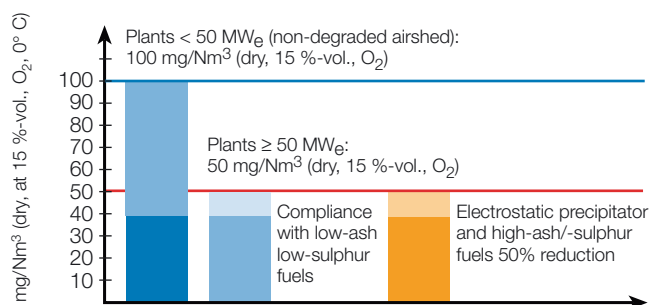 Plants < 50 MWe (non-degraded airshed):
100 mg/Nm³ (dry, 15 %-vol., O₂)
mg/Nm³ (dry, at 15 %-vol., O₂, 0° C)
100
90
80
70
60
50
40
30
20
10
Plants ≥ 50 MWe:
50 mg/Nm³ (dry, 15 %-vol., O₂)
Compliance
with low-ash
low-sulphur
fuels
Electrostatic precipitator
and high-ash/-sulphur
fuels 50% reduction